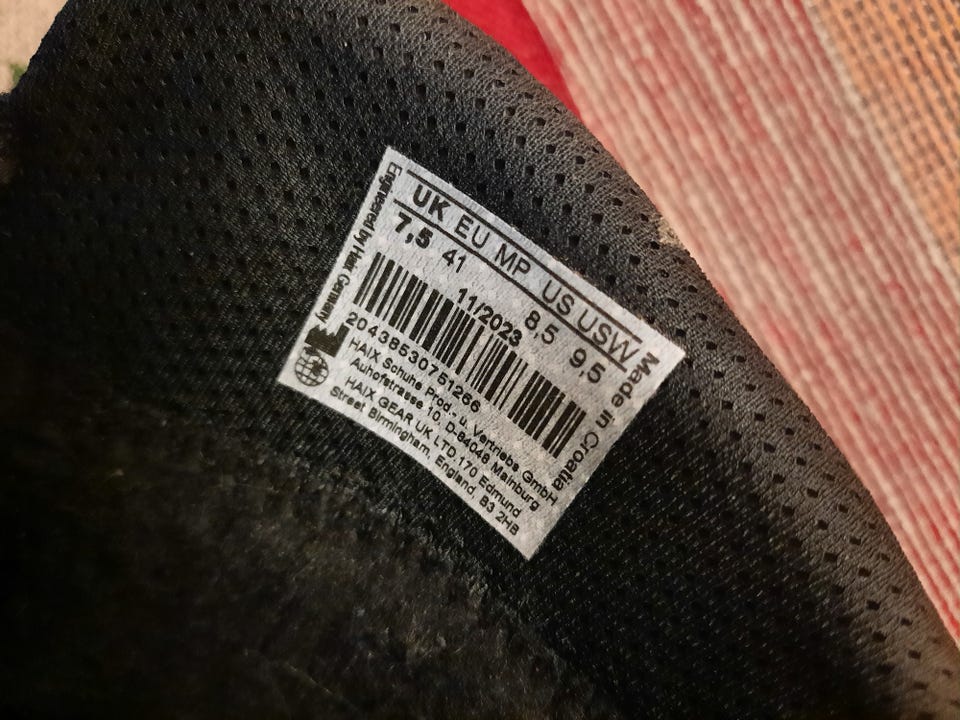 Engineered by Haix Germany
UK EU MP US USW
7,5 41 8,5 9,5
11/2023
20438530751266
HAIX Schuhe Prod.- u. Vertriebs GmbH
Auhofstrasse 10, D-84048 Mainburg
HAIX GEAR UK LTD,170 Edmund
Street Birmingham, England, B3 2HB
Made in Croatia